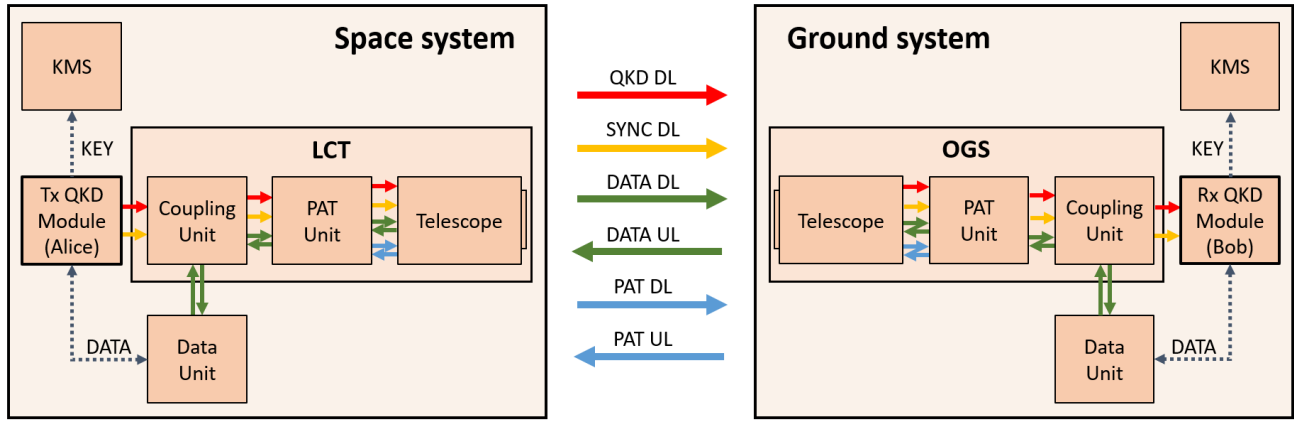 Space system
KMS
KEY
LCT
Tx QKD
Module
(Alice)
Coupling
Unit
PAT
Unit
Telescope
DATA
Data
Unit
QKD DL
SYNC DL
DATA DL
DATA UL
PAT DL
PAT UL
Ground system
KMS
KEY
OGS
Telescope
PAT
Unit
Coupling
Unit
Rx QKD
Module
(Bob)
Data
Unit
DATA